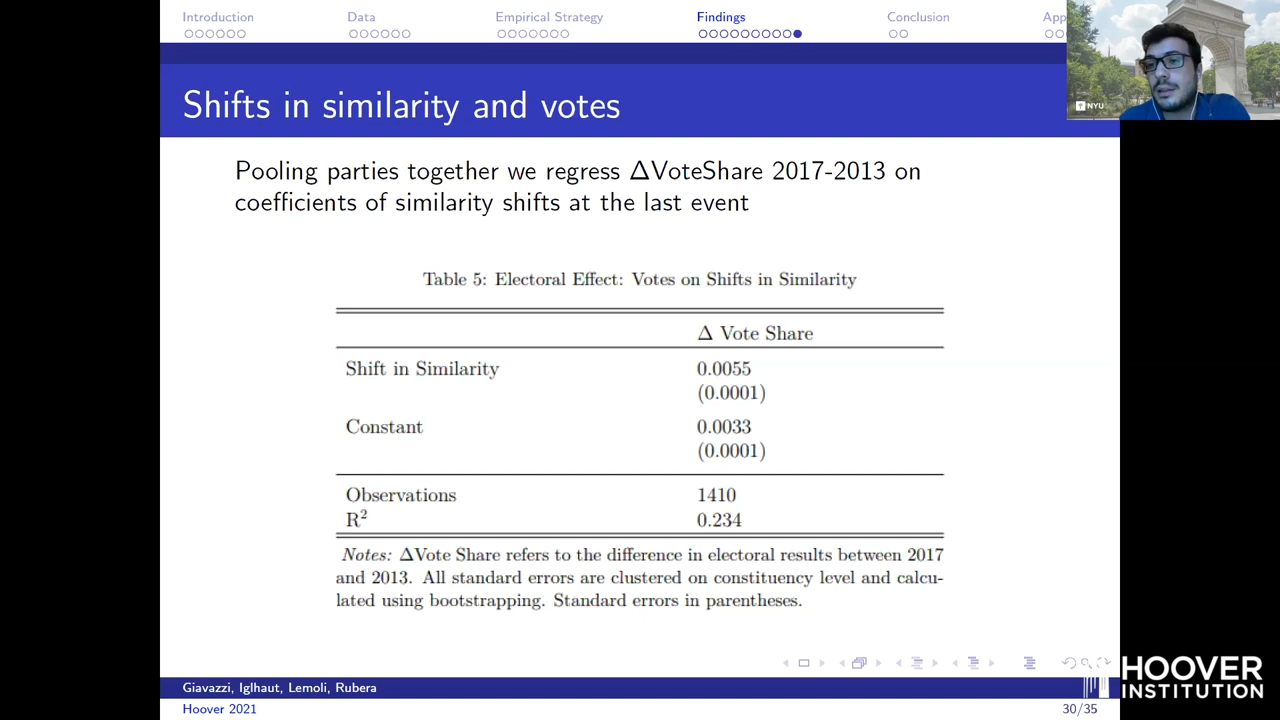 Introduction Data Empirical Strategy Findings Conclusion App
Shifts in similarity and votes
NYU
Pooling parties together we regress ΔVoteShare 2017-2013 on
coefficients of similarity shifts at the last event
Table 5: Electoral Effect: Votes on Shifts in Similarity
Δ Vote Share
Shift in Similarity 0.0055
(0.0001)
Constant 0.0033
(0.0001)
Observations 1410
R² 0.234
Notes: ΔVote Share refers to the difference in electoral results between 2017
and 2013. All standard errors are clustered on constituency level and calcu-
lated using bootstrapping. Standard errors in parentheses.
Giavazzi, Iglhaut, Lemoli, Rubera
Hoover 2021 30/35
HOOVER
INSTITUTION